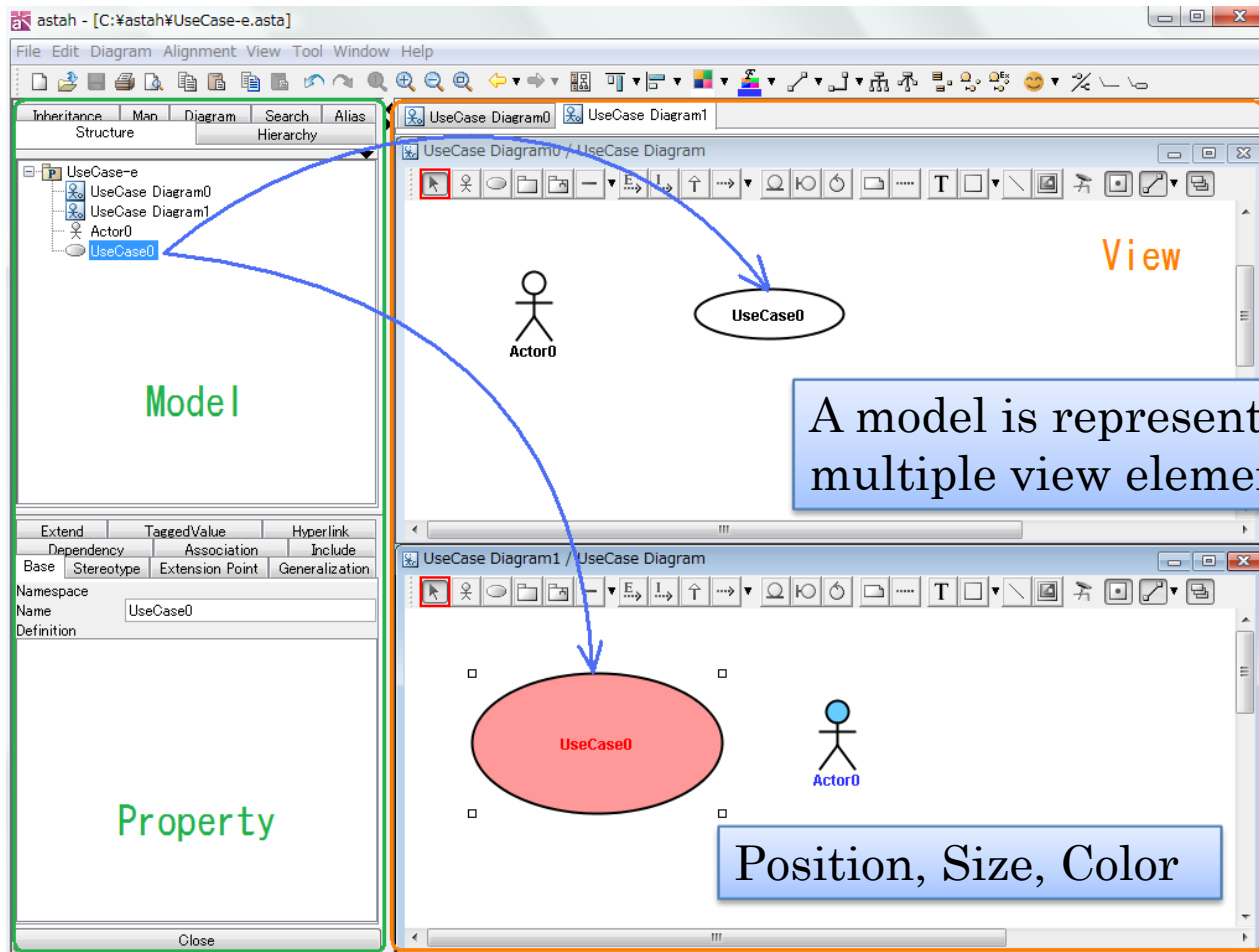 astah - [C:¥astah¥UseCase-e.asta]
File Edit Diagram Alignment View Tool Window Help
Inheritance Map Diagram Search Alias
Structure Hierarchy
UseCase-e
UseCase Diagram0
UseCase Diagram1
Actor0
UseCase0
Model
Extend TaggedValue Hyperlink
Dependency Association Include
Base Stereotype Extension Point Generalization
Namespace
Name UseCase0
Definition
Property
Close
UseCase Diagram0 UseCase Diagram1
UseCase Diagram0 / UseCase Diagram
T
View
Actor0
UseCase0
A model is represent
multiple view eleme
UseCase Diagram1 / UseCase Diagram
T
UseCase0
Actor0
Position, Size, Color